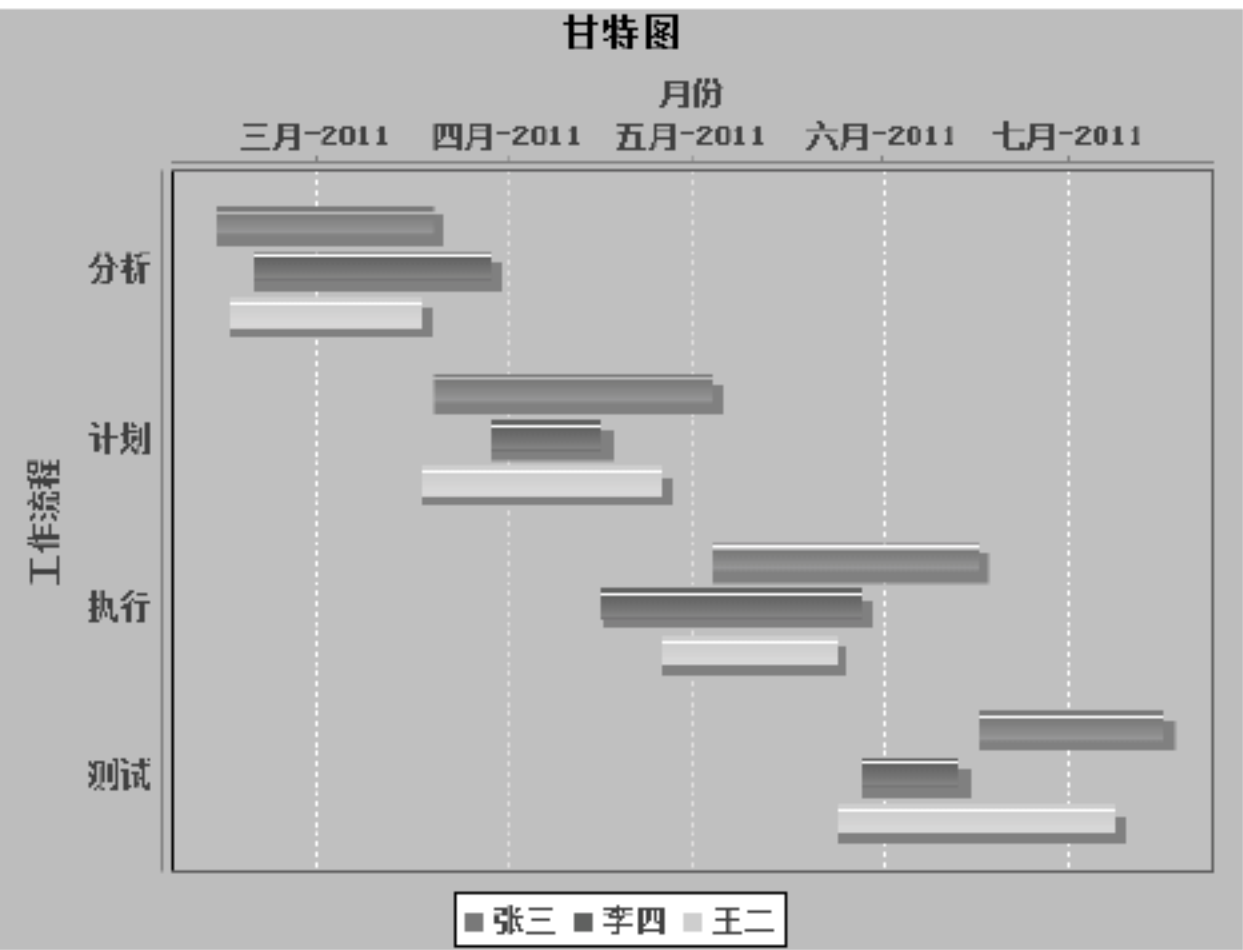 甘特图
月份
三月-2011 四月-2011 五月-2011 六月-2011 七月-2011
工作流程
分析
计划
执行
测试
张三 李四 王二